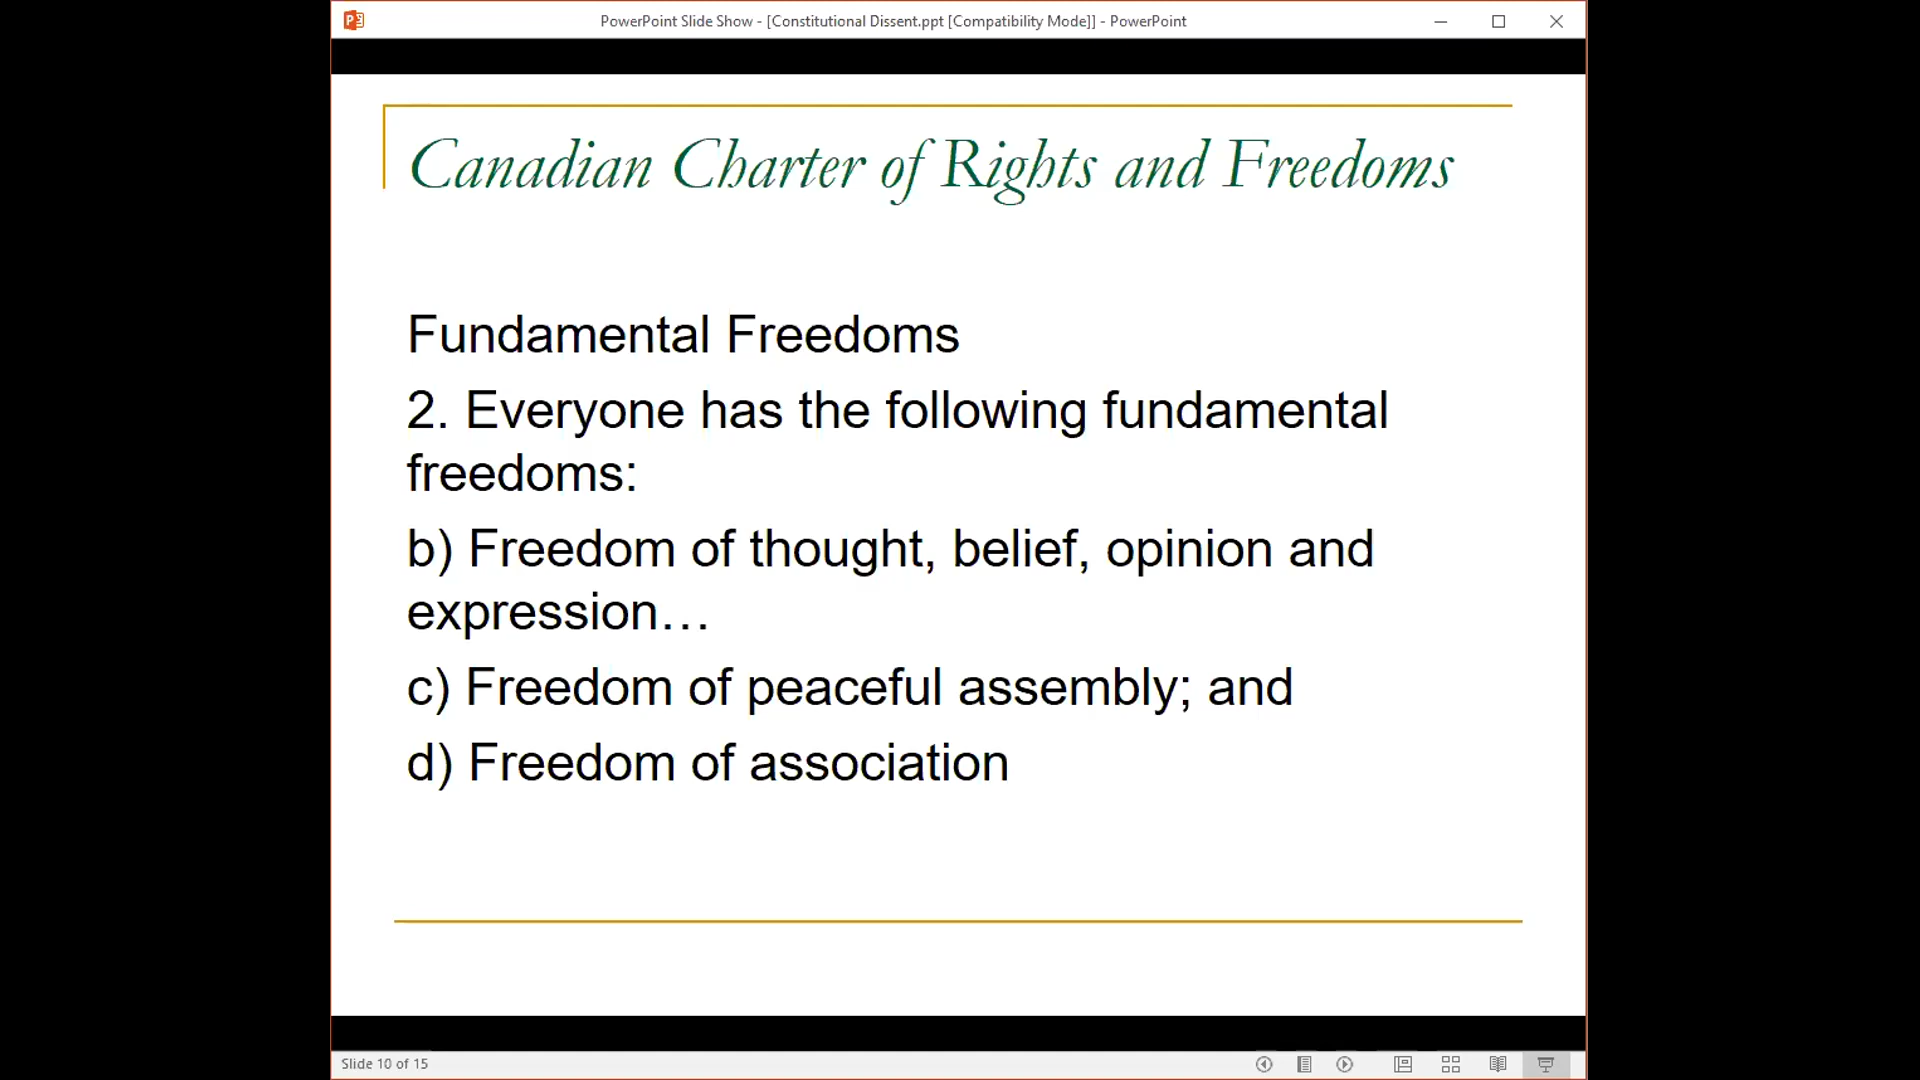 PowerPoint Slide Show - [Constitutional Dissent.ppt [Compatibility Mode]] - PowerPoint
Canadian Charter of Rights and Freedoms
Fundamental Freedoms
2. Everyone has the following fundamental
freedoms:
b) Freedom of thought, belief, opinion and
expression…
c) Freedom of peaceful assembly; and
d) Freedom of association
Slide 10 of 15